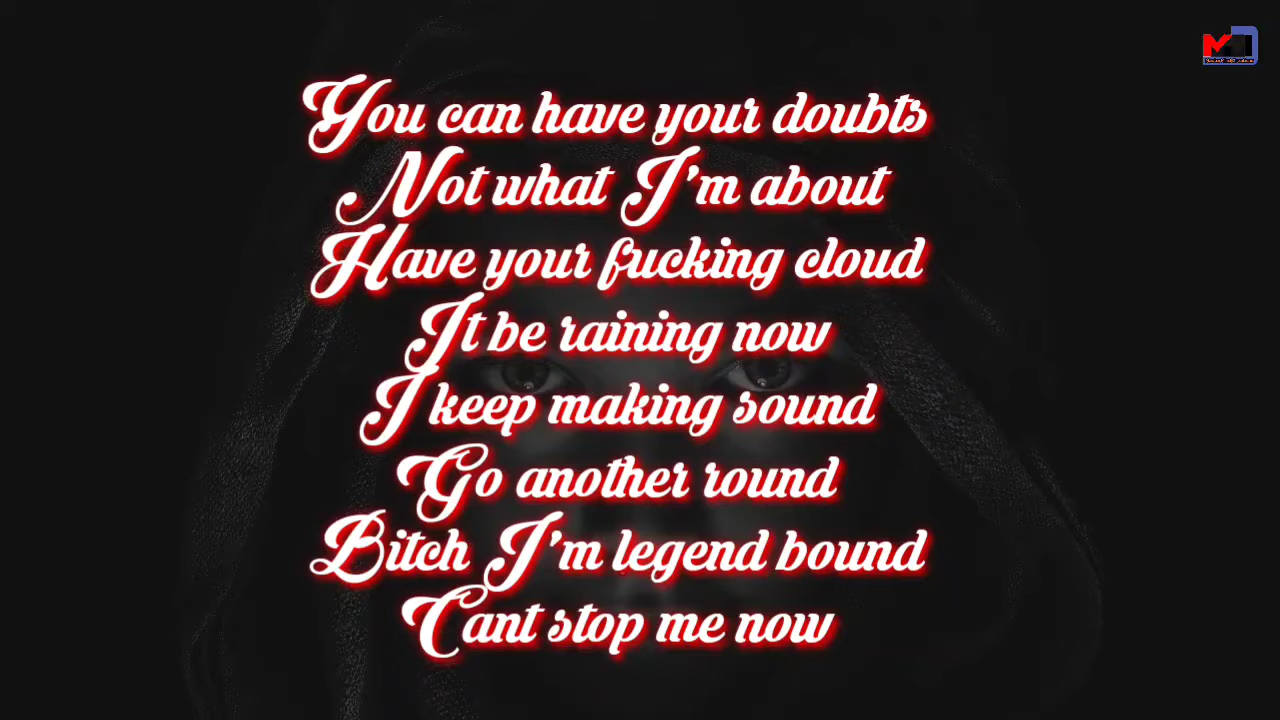 You can have your doubts
Not what I'm about
Have your fucking cloud
It be raining now
I keep making sound
Go another round
Bitch I'm legend bound
Cant stop me now